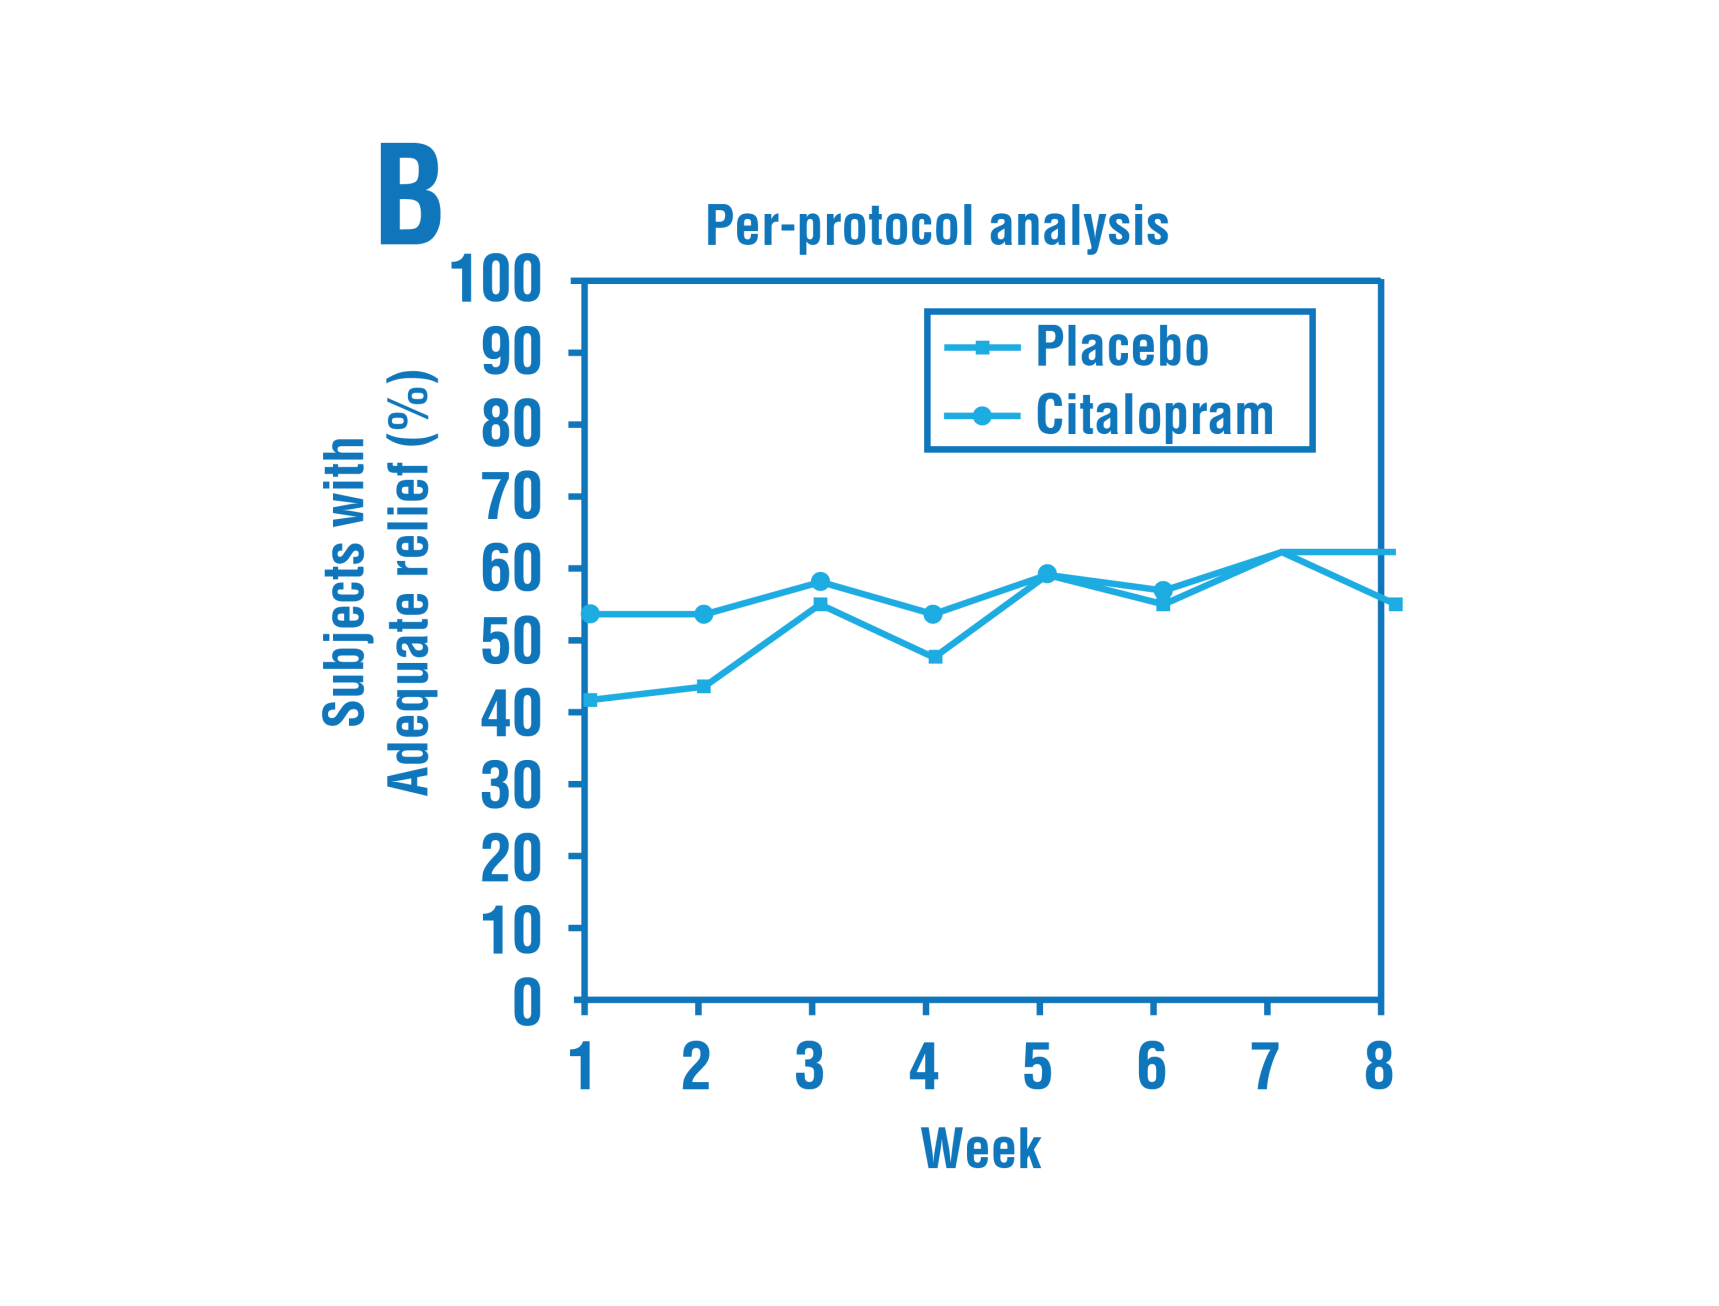 B
Per-protocol analysis
100
90
80
70
60
50
40
30
20
10
0
Subjects with
Adequate relief (%)
Placebo
Citalopram
1 2 3 4 5 6 7 8
Week